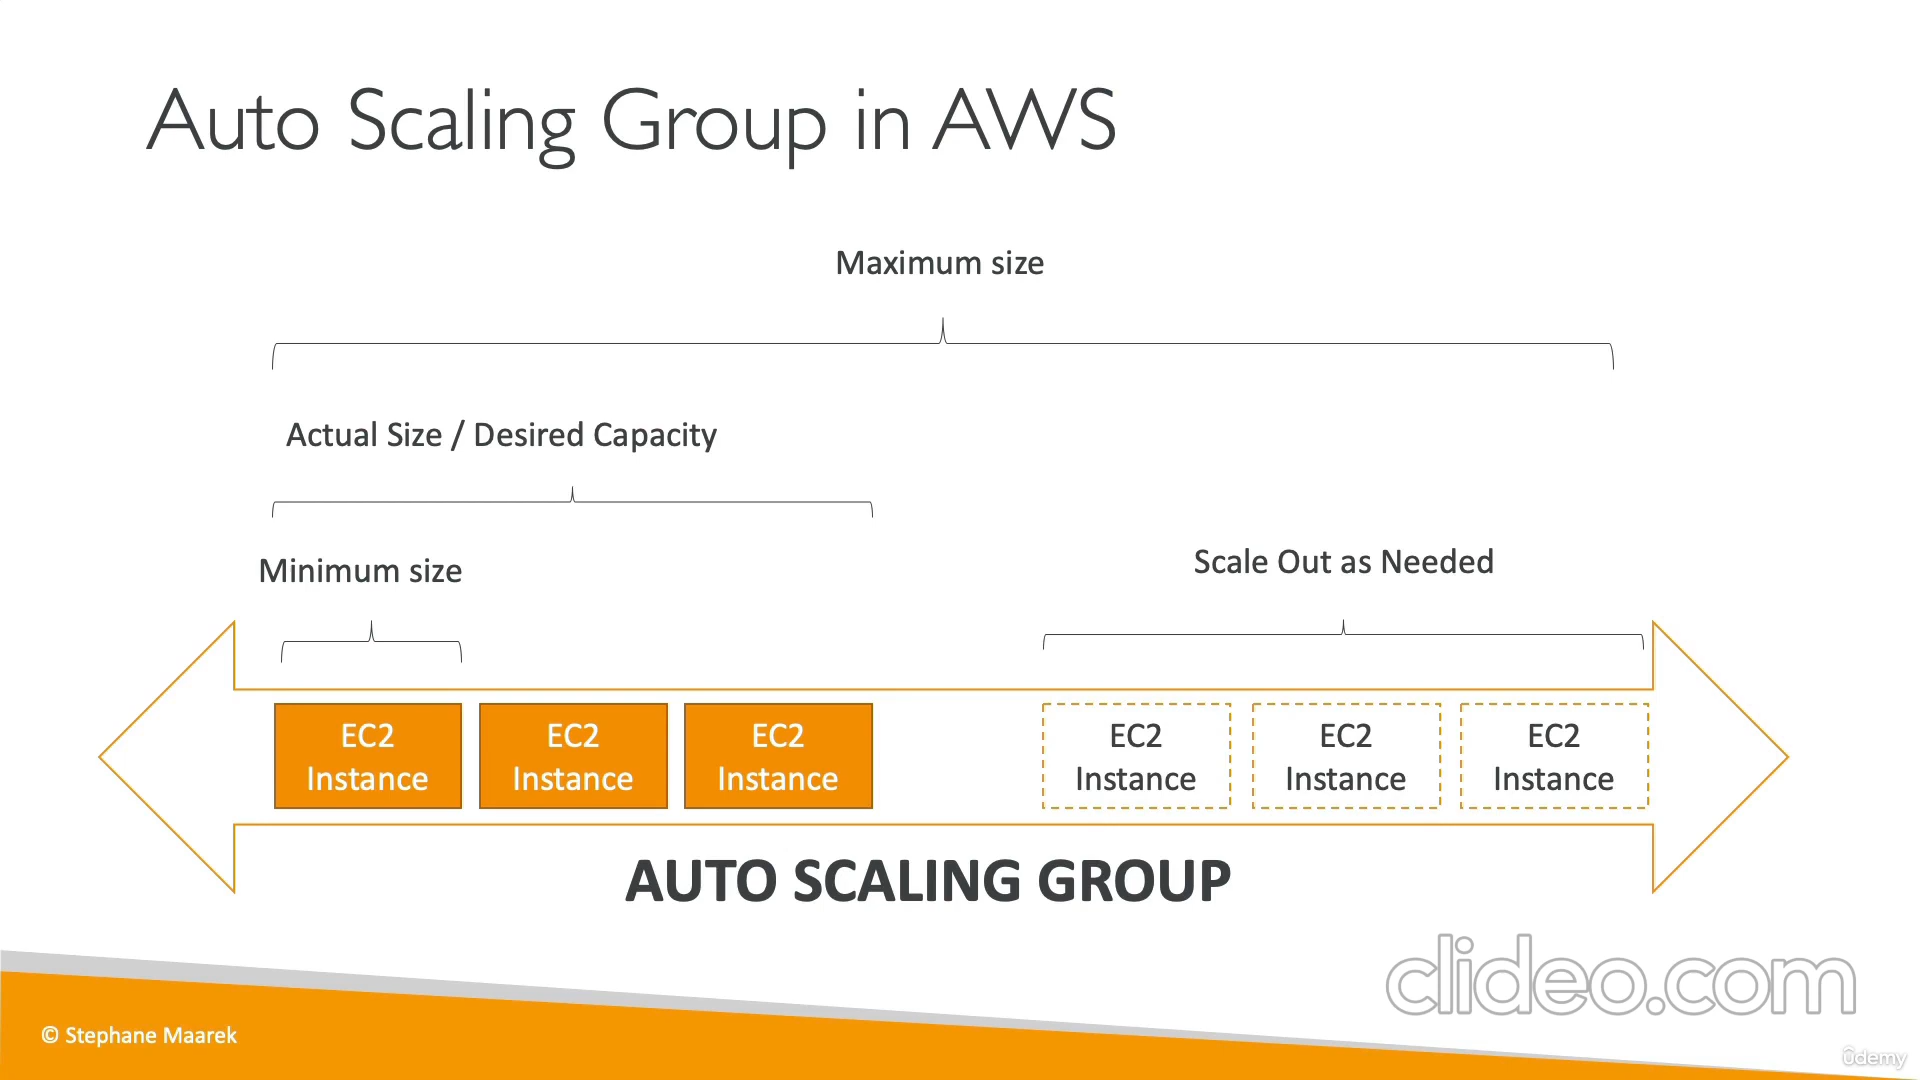 Auto Scaling Group in AWS
Maximum size
Actual Size / Desired Capacity
Minimum size
Scale Out as Needed
EC2
Instance
EC2
Instance
EC2
Instance
EC2
Instance
EC2
Instance
EC2
Instance
AUTO SCALING GROUP
clideo.com
© Stephane Maarek
ûdemy